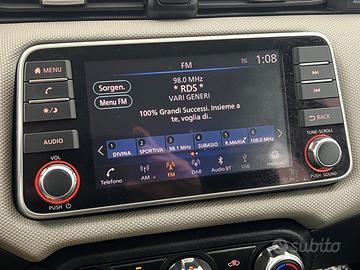 FM
1:08
MENU
Sorgen.
98.0 MHz
* RDS *
VARI GENERI
Menu FM
100% Grandi Successi. Insieme a
te, voglia di..
BACK
AUDIO
TUNE·SCROLL
1 2 3 4 5 6
DIVINA SPORTIVA 98.1 MHz SUBASIO R.MARIA 108.0 MHz
VOL
Telefono AM FM DAB Bluetooth USB
PUSH
PUSH·SOUND
subito